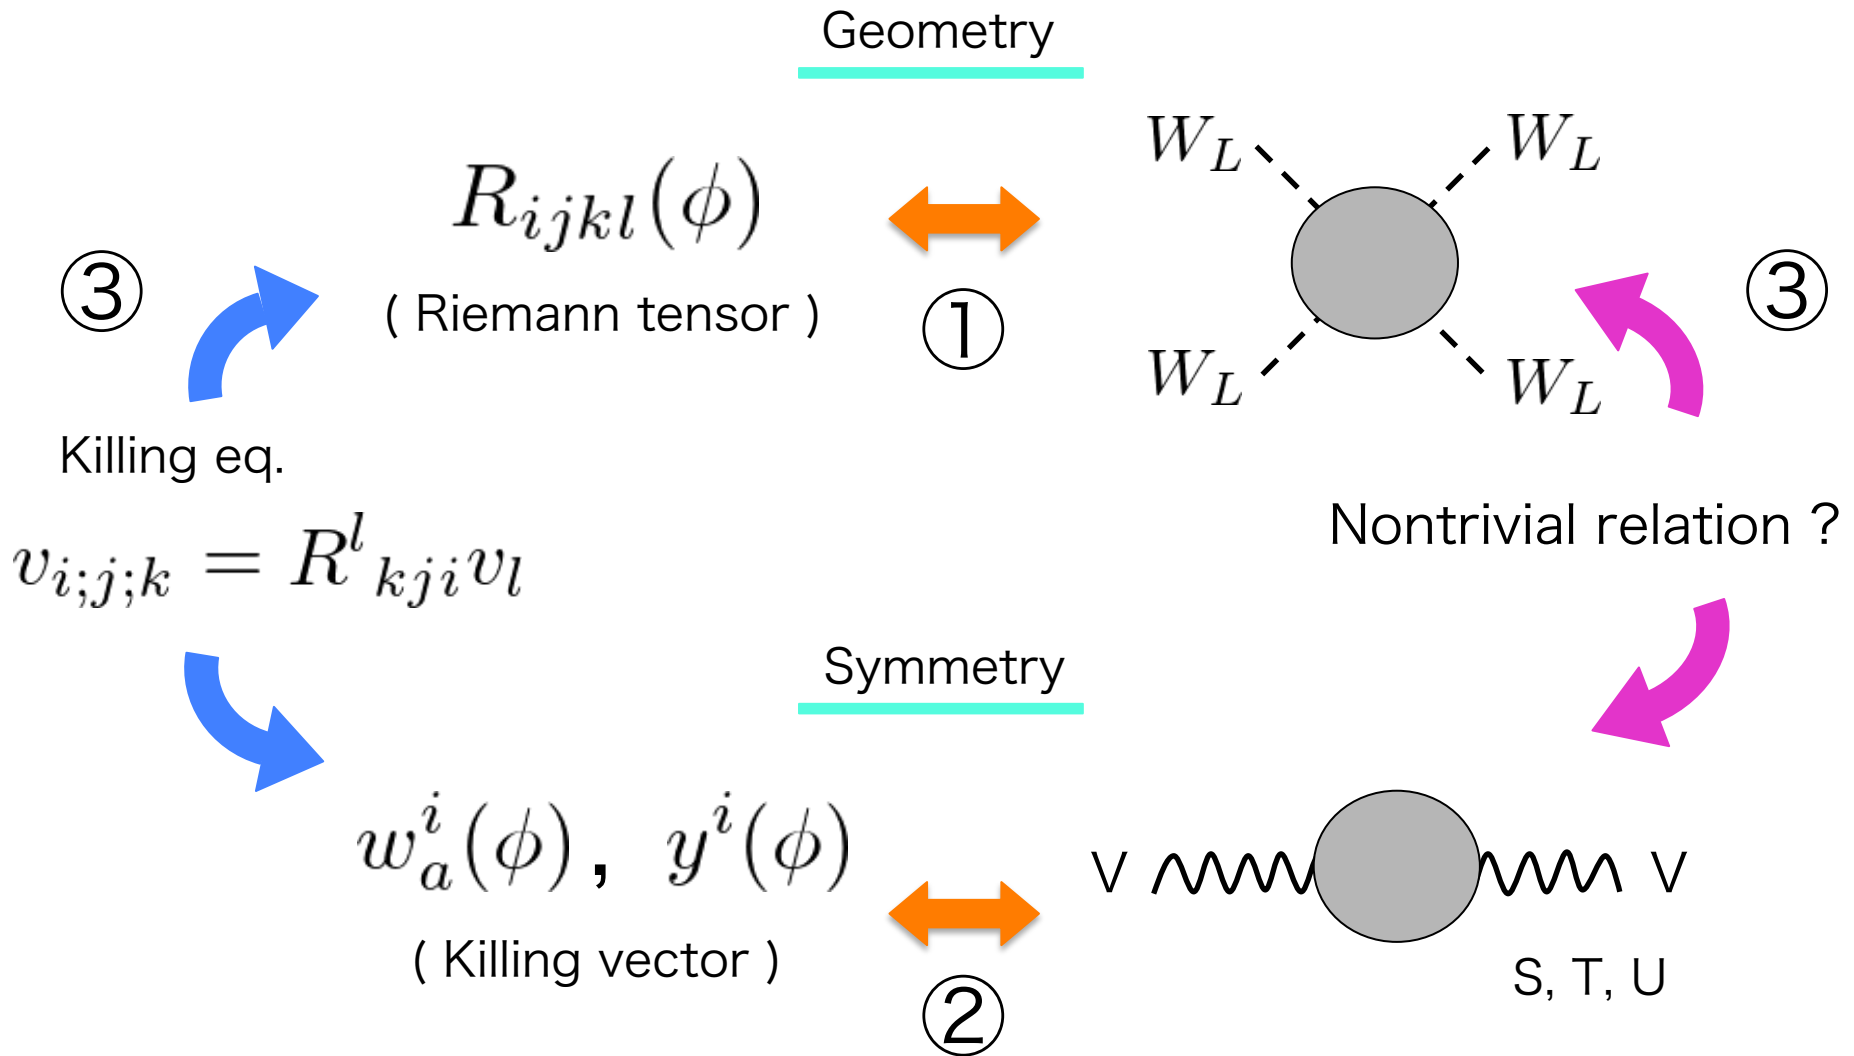 Geometry
W_L W_L
R_{ijkl}(ϕ)
③ ( Riemann tensor ) ① ③
W_L W_L
Killing eq.
Nontrivial relation ?
v_{i;j;k} = R^l_{kji} v_l
Symmetry
w^i_a(ϕ), y^i(ϕ)
V V
( Killing vector )
S, T, U
②